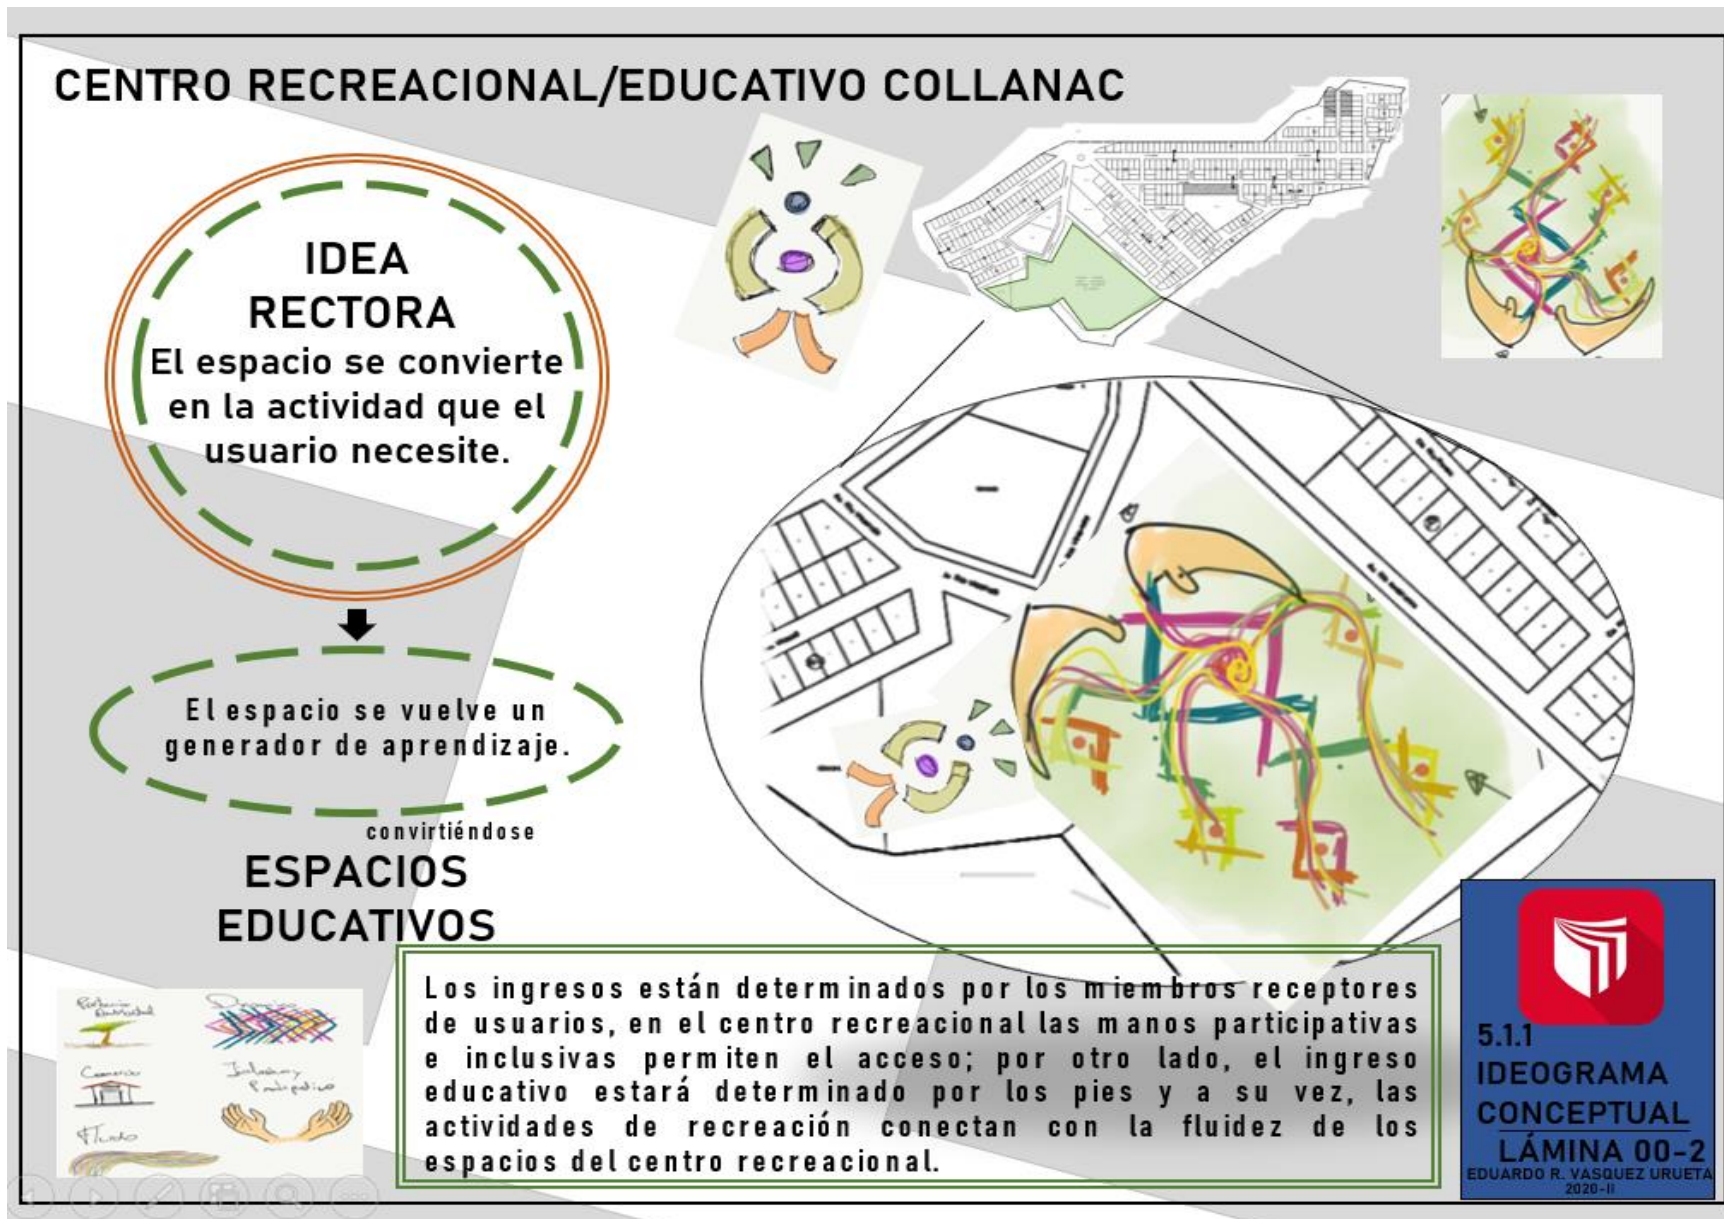 CENTRO RECREACIONAL/EDUCATIVO COLLANAC
IDEA
RECTORA
El espacio se convierte
en la actividad que el
usuario necesite.
El espacio se vuelve un
generador de aprendizaje.
convirtiéndose
ESPACIOS
EDUCATIVOS
Los ingresos están determinados por los miembros receptores
de usuarios, en el centro recreacional las manos participativas
e inclusivas permiten el acceso; por otro lado, el ingreso
educativo estará determinado por los pies y a su vez, las
actividades de recreación conectan con la fluidez de los
espacios del centro recreacional.
5.1.1
IDEOGRAMA
CONCEPTUAL
LÁMINA 00-2
EDUARDO R. VASQUEZ URUETA
2020-II